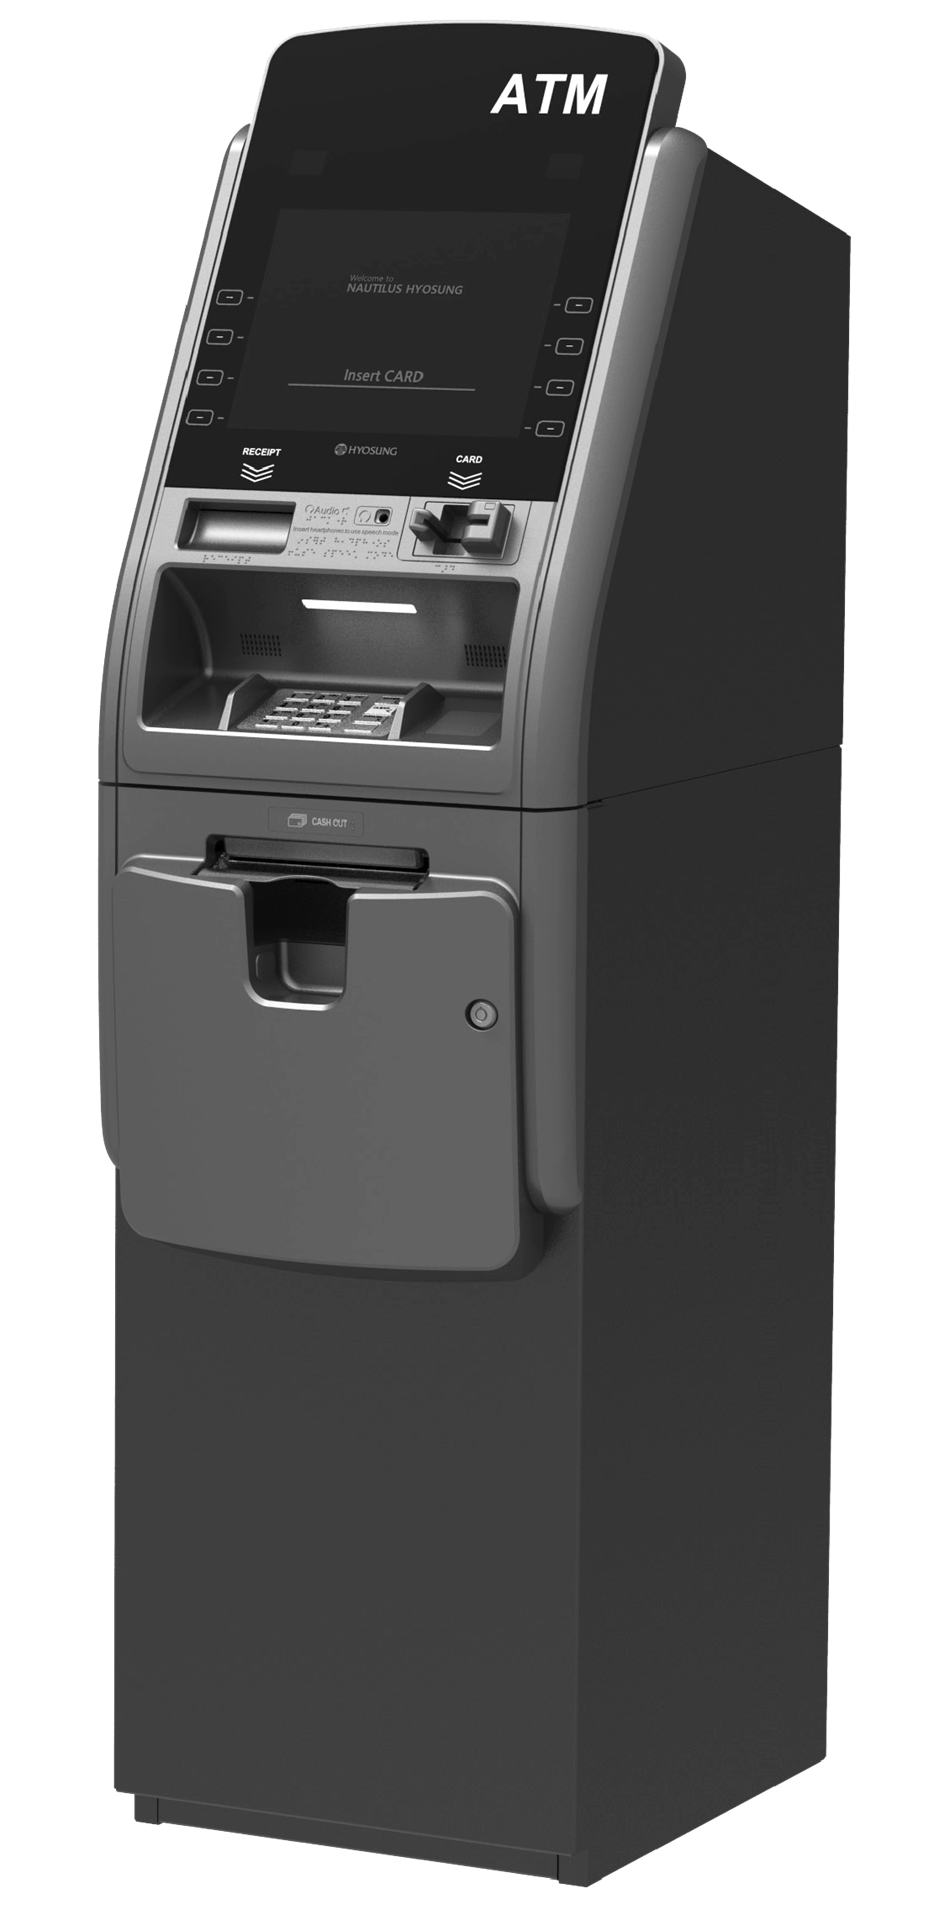 ATM
Welcome to
NAUTILUS HYOSUNG
Insert CARD
RECEIPT
HYOSUNG
CARD
Audio
Insert headphones to use speech mode
CASH OUT